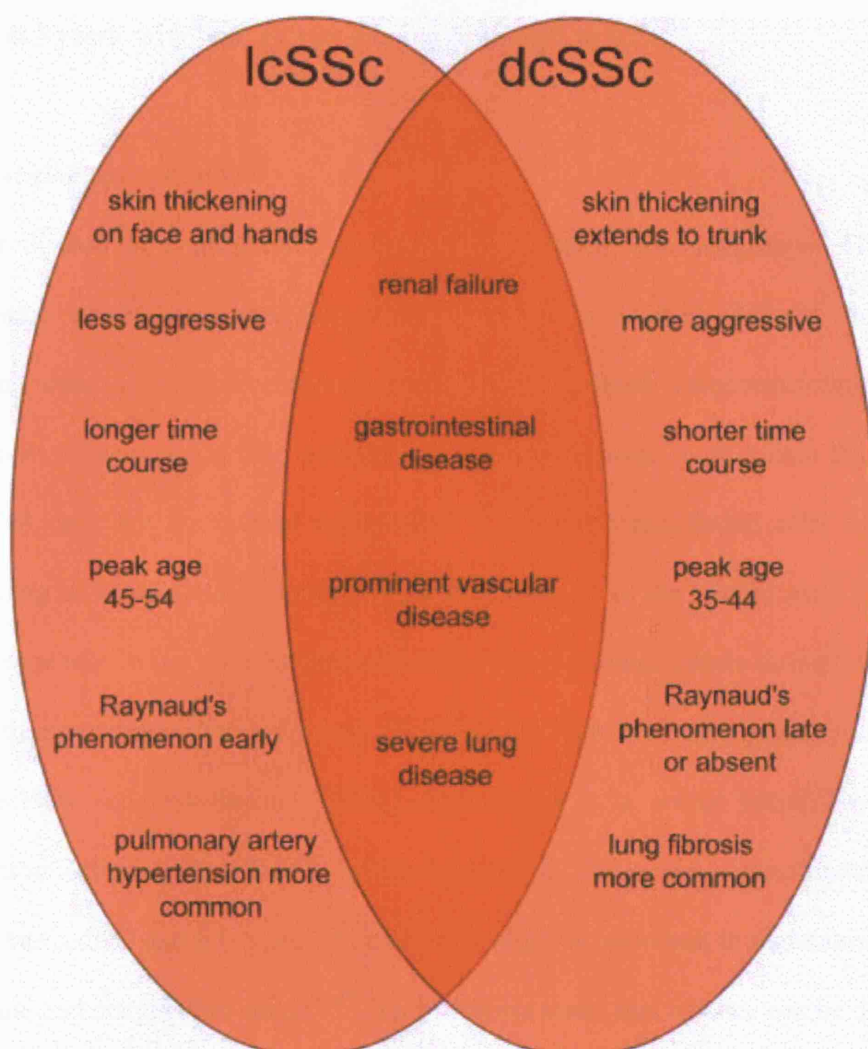 lcSSc
skin thickening
on face and hands
less aggressive
longer time
course
peak age
45-54
Raynaud's
phenomenon early
pulmonary artery
hypertension more
common
renal failure
gastrointestinal
disease
prominent vascular
disease
severe lung
disease
dcSSc
skin thickening
extends to trunk
more aggressive
shorter time
course
peak age
35-44
Raynaud's
phenomenon late
or absent
lung fibrosis
more common